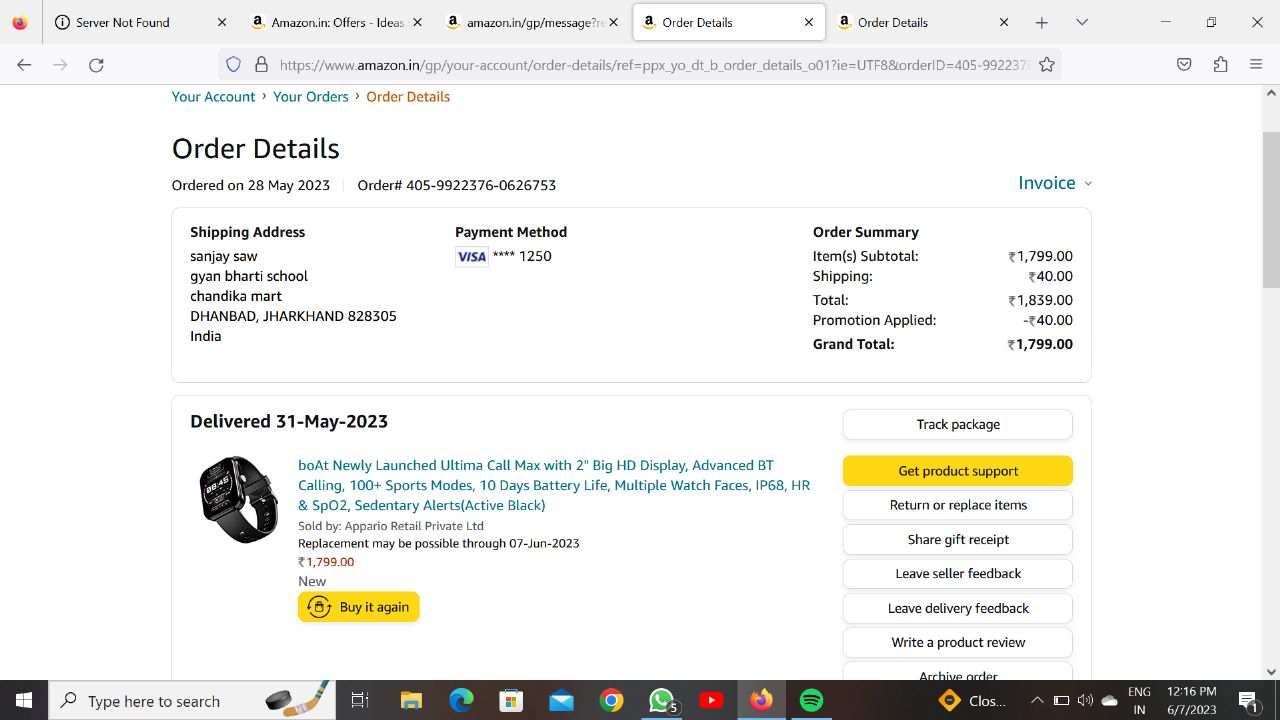 Server Not Found
Amazon.in: Offers - Ideas
amazon.in/gp/message?re
Order Details
Order Details
https://www.amazon.in/gp/your-account/order-details/ref=ppx_yo_dt_b_order_details_o01?ie=UTF8&orderID=405-9922376
Your Account › Your Orders › Order Details
Order Details
Ordered on 28 May 2023 Order# 405-9922376-0626753
Invoice
Shipping Address
sanjay saw
gyan bharti school
chandika mart
DHANBAD, JHARKHAND 828305
India
Payment Method
VISA **** 1250
Order Summary
Item(s) Subtotal: ₹1,799.00
Shipping: ₹40.00
Total: ₹1,839.00
Promotion Applied: -₹40.00
Grand Total: ₹1,799.00
Delivered 31-May-2023
boAt Newly Launched Ultima Call Max with 2" Big HD Display, Advanced BT
Calling, 100+ Sports Modes, 10 Days Battery Life, Multiple Watch Faces, IP68, HR
& SpO2, Sedentary Alerts(Active Black)
Sold by: Appario Retail Private Ltd
Replacement may be possible through 07-Jun-2023
₹1,799.00
New
Buy it again
Track package
Get product support
Return or replace items
Share gift receipt
Leave seller feedback
Leave delivery feedback
Write a product review
Archive order
Type here to search
5
Clos...
ENG
IN
12:16 PM
6/7/2023
1